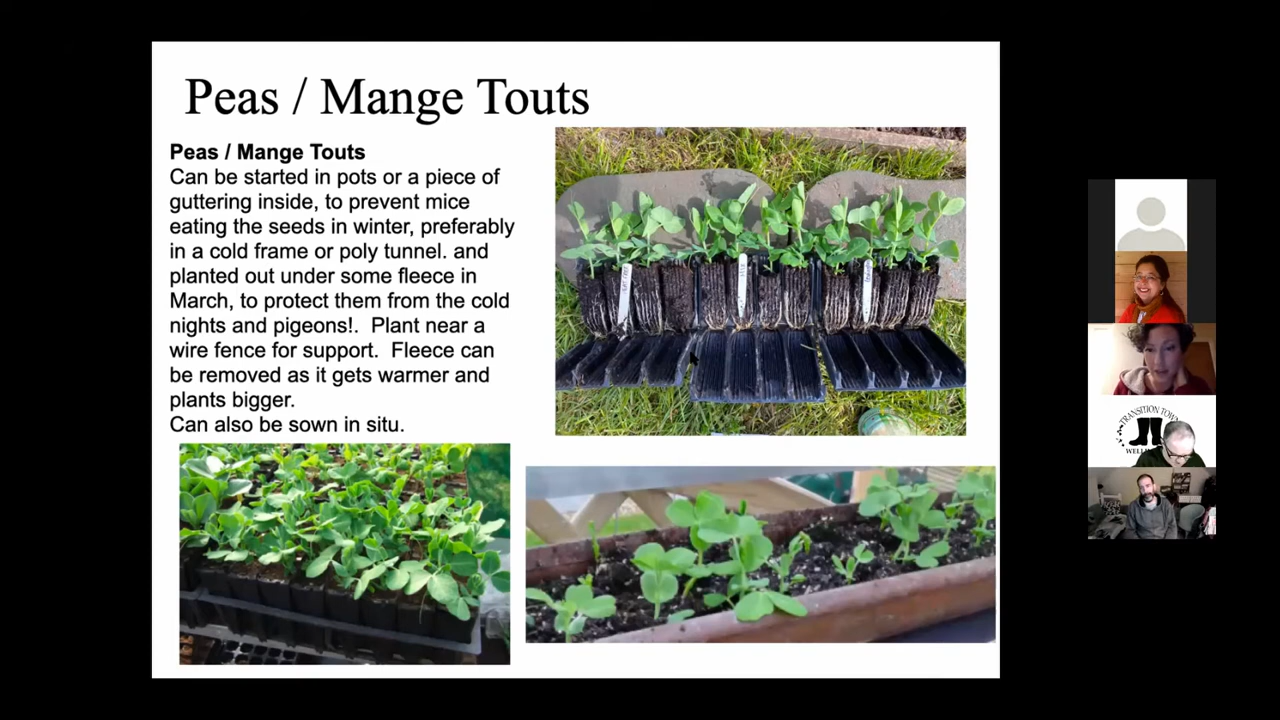 Peas / Mange Touts
Peas / Mange Touts
Can be started in pots or a piece of
guttering inside, to prevent mice
eating the seeds in winter, preferably
in a cold frame or poly tunnel. and
planted out under some fleece in
March, to protect them from the cold
nights and pigeons!.  Plant near a
wire fence for support.  Fleece can
be removed as it gets warmer and
plants bigger.
Can also be sown in situ.
TRANSITION TOWN